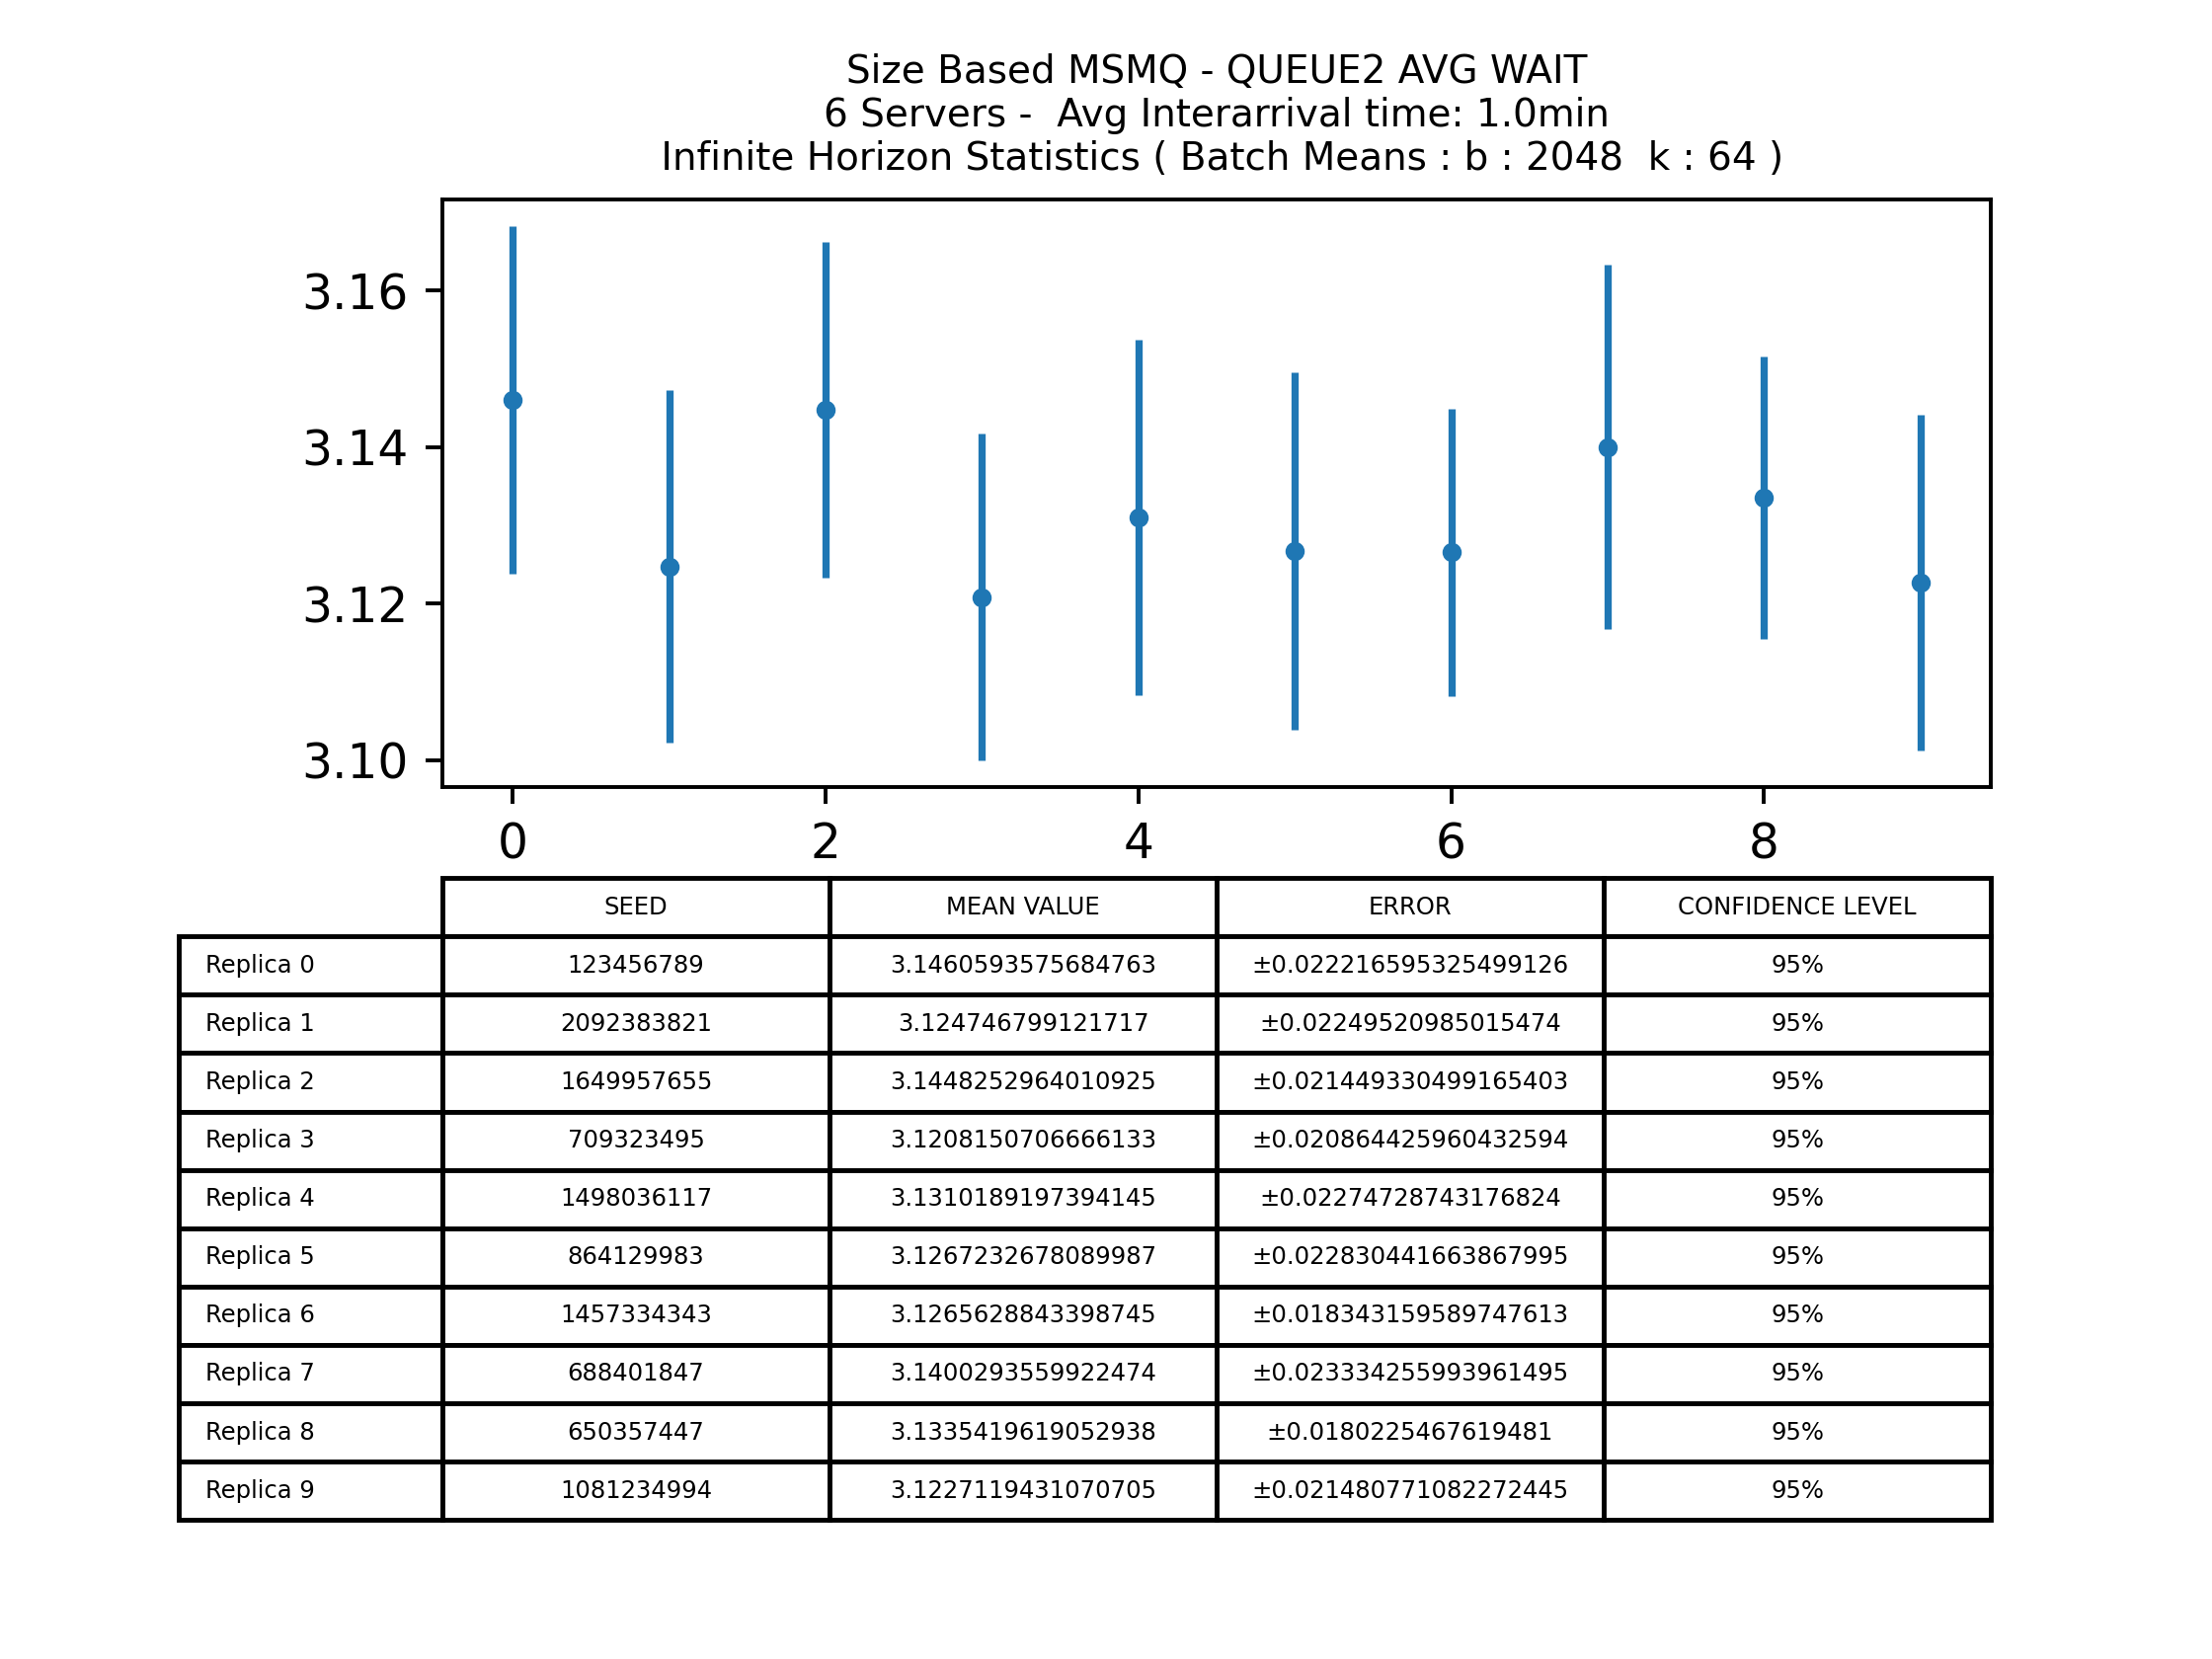 Size Based MSMQ - QUEUE2 AVG WAIT
6 Servers -  Avg Interarrival time: 1.0min
Infinite Horizon Statistics ( Batch Means : b : 2048  k : 64 )
3.16
3.14
3.12
3.10
0 2 4 6 8
SEED MEAN VALUE ERROR CONFIDENCE LEVEL
Replica 0 123456789 3.1460593575684763 ±0.022216595325499126 95%
Replica 1 2092383821 3.124746799121717 ±0.02249520985015474 95%
Replica 2 1649957655 3.1448252964010925 ±0.021449330499165403 95%
Replica 3 709323495 3.1208150706666133 ±0.020864425960432594 95%
Replica 4 1498036117 3.1310189197394145 ±0.02274728743176824 95%
Replica 5 864129983 3.1267232678089987 ±0.022830441663867995 95%
Replica 6 1457334343 3.1265628843398745 ±0.018343159589747613 95%
Replica 7 688401847 3.1400293559922474 ±0.023334255993961495 95%
Replica 8 650357447 3.1335419619052938 ±0.0180225467619481 95%
Replica 9 1081234994 3.1227119431070705 ±0.021480771082272445 95%